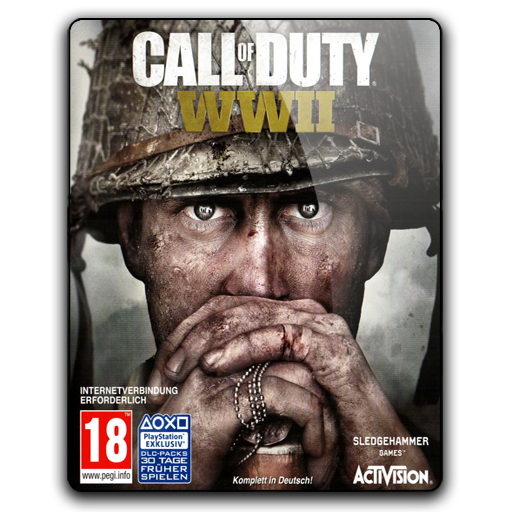 CALL OF DUTY
WWII
INTERNETVERBINDUNG
ERFORDERLICH
18
www.pegi.info
PlayStation
EXKLUSIV
DLC-PACKS
30 TAGE
FRÜHER
SPIELEN
Komplett in Deutsch!
SLEDGEHAMMER
GAMES
ACTIVISION